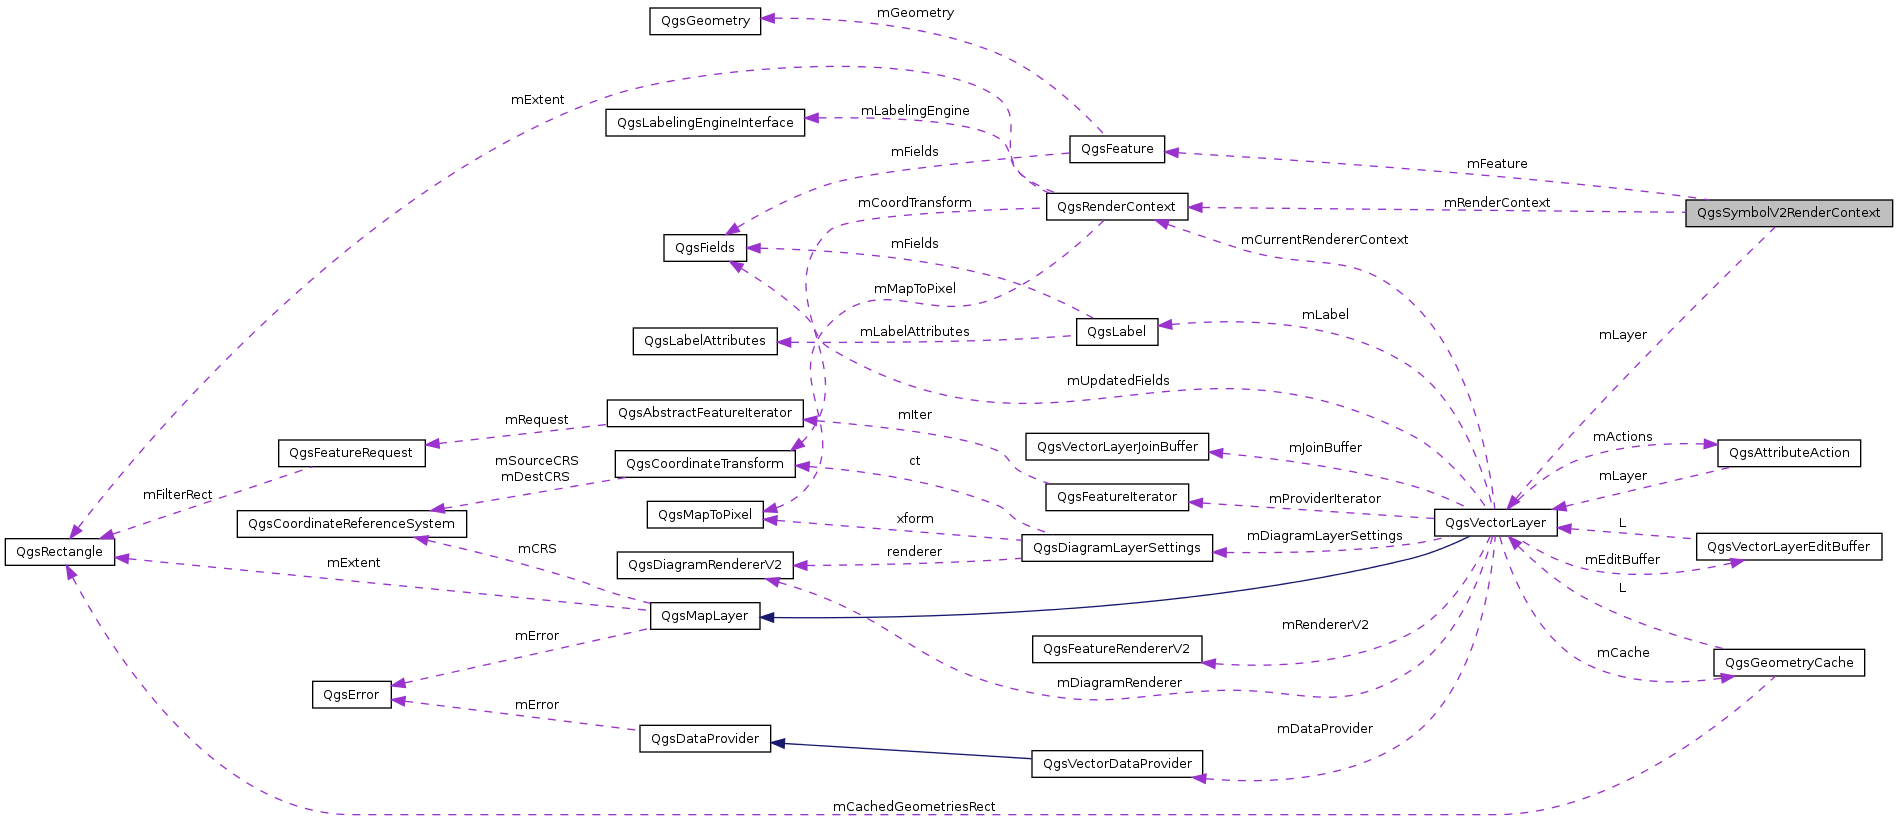 mGeometry
QgsGeometry
mExtent
mLabelingEngine
QgsLabelingEngineInterface
QgsFeature
mFields
mFeature
mCoordTransform
QgsRenderContext
mRenderContext
QgsSymbolV2RenderContext
QgsFields
mFields
mCurrentRendererContext
mMapToPixel
mLabel
QgsLabelAttributes
mLabelAttributes
QgsLabel
mLayer
mUpdatedFields
QgsAbstractFeatureIterator
mIter
mRequest
QgsVectorLayerJoinBuffer
mJoinBuffer
mActions
QgsAttributeAction
QgsFeatureRequest
mSourceCRS
mDestCRS
QgsCoordinateTransform
ct
mLayer
mFilterRect
QgsFeatureIterator
mProviderIterator
QgsCoordinateReferenceSystem
QgsMapToPixel
xform
QgsVectorLayer
L
QgsRectangle
mCRS
mExtent
renderer
QgsDiagramLayerSettings
mDiagramLayerSettings
QgsVectorLayerEditBuffer
QgsDiagramRendererV2
mEditBuffer
L
QgsMapLayer
mError
mRendererV2
QgsFeatureRendererV2
mCache
QgsGeometryCache
QgsError
mDiagramRenderer
mError
QgsDataProvider
mDataProvider
QgsVectorDataProvider
mCachedGeometriesRect